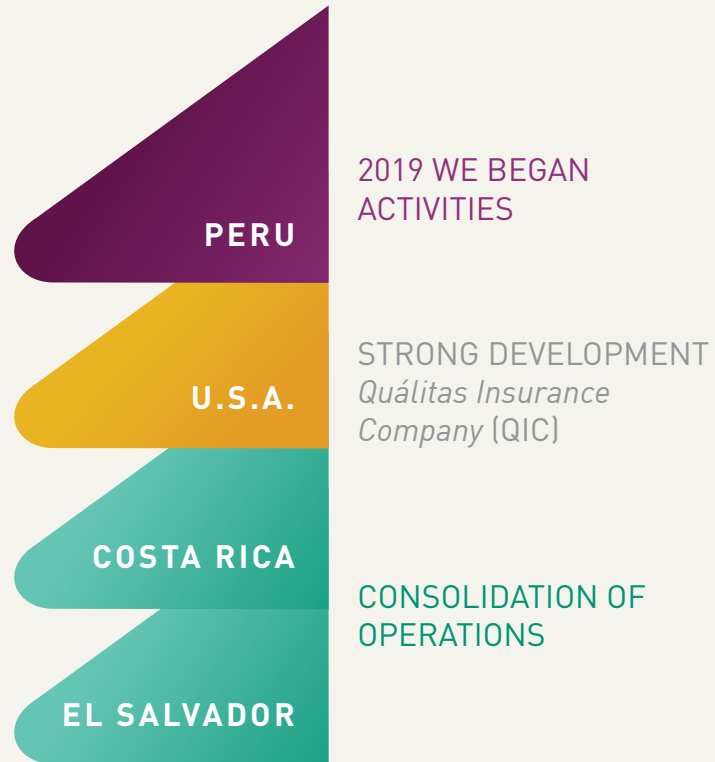 PERU
2019 WE BEGAN
ACTIVITIES
U.S.A.
STRONG DEVELOPMENT
Quálitas Insurance
Company (QIC)
COSTA RICA
CONSOLIDATION OF
OPERATIONS
EL SALVADOR